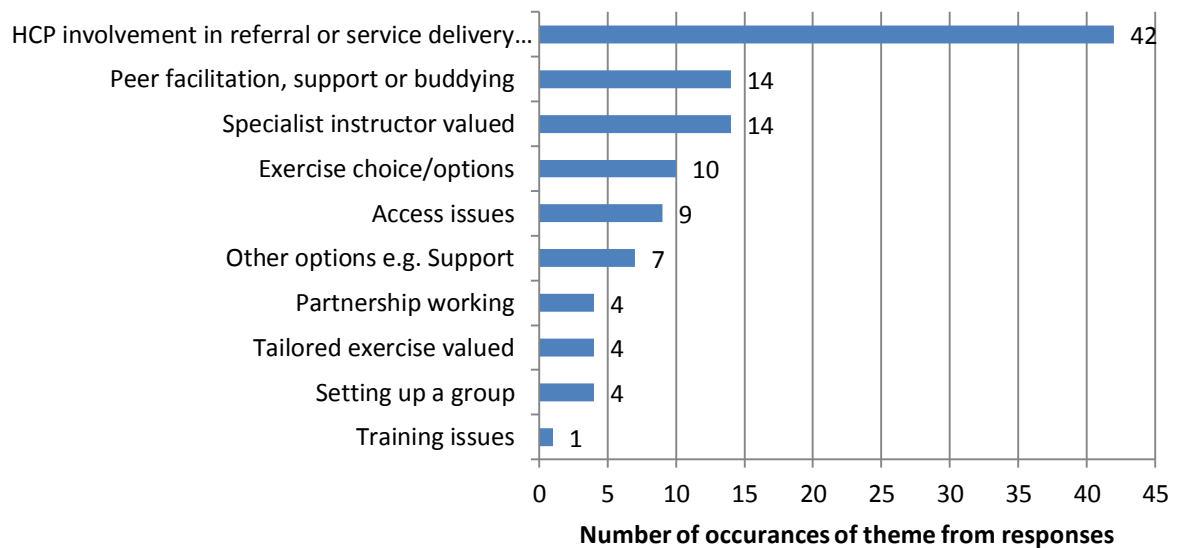 HCP involvement in referral or service delivery... 42
Peer facilitation, support or buddying 14
Specialist instructor valued 14
Exercise choice/options 10
Access issues 9
Other options e.g. Support 7
Partnership working 4
Tailored exercise valued 4
Setting up a group 4
Training issues 1
0 5 10 15 20 25 30 35 40 45
Number of occurances of theme from responses